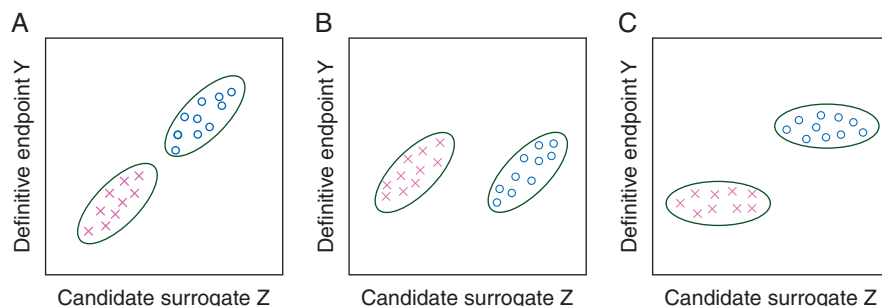 A
Definitive endpoint Y
Candidate surrogate Z
B
Definitive endpoint Y
Candidate surrogate Z
C
Definitive endpoint Y
Candidate surrogate Z